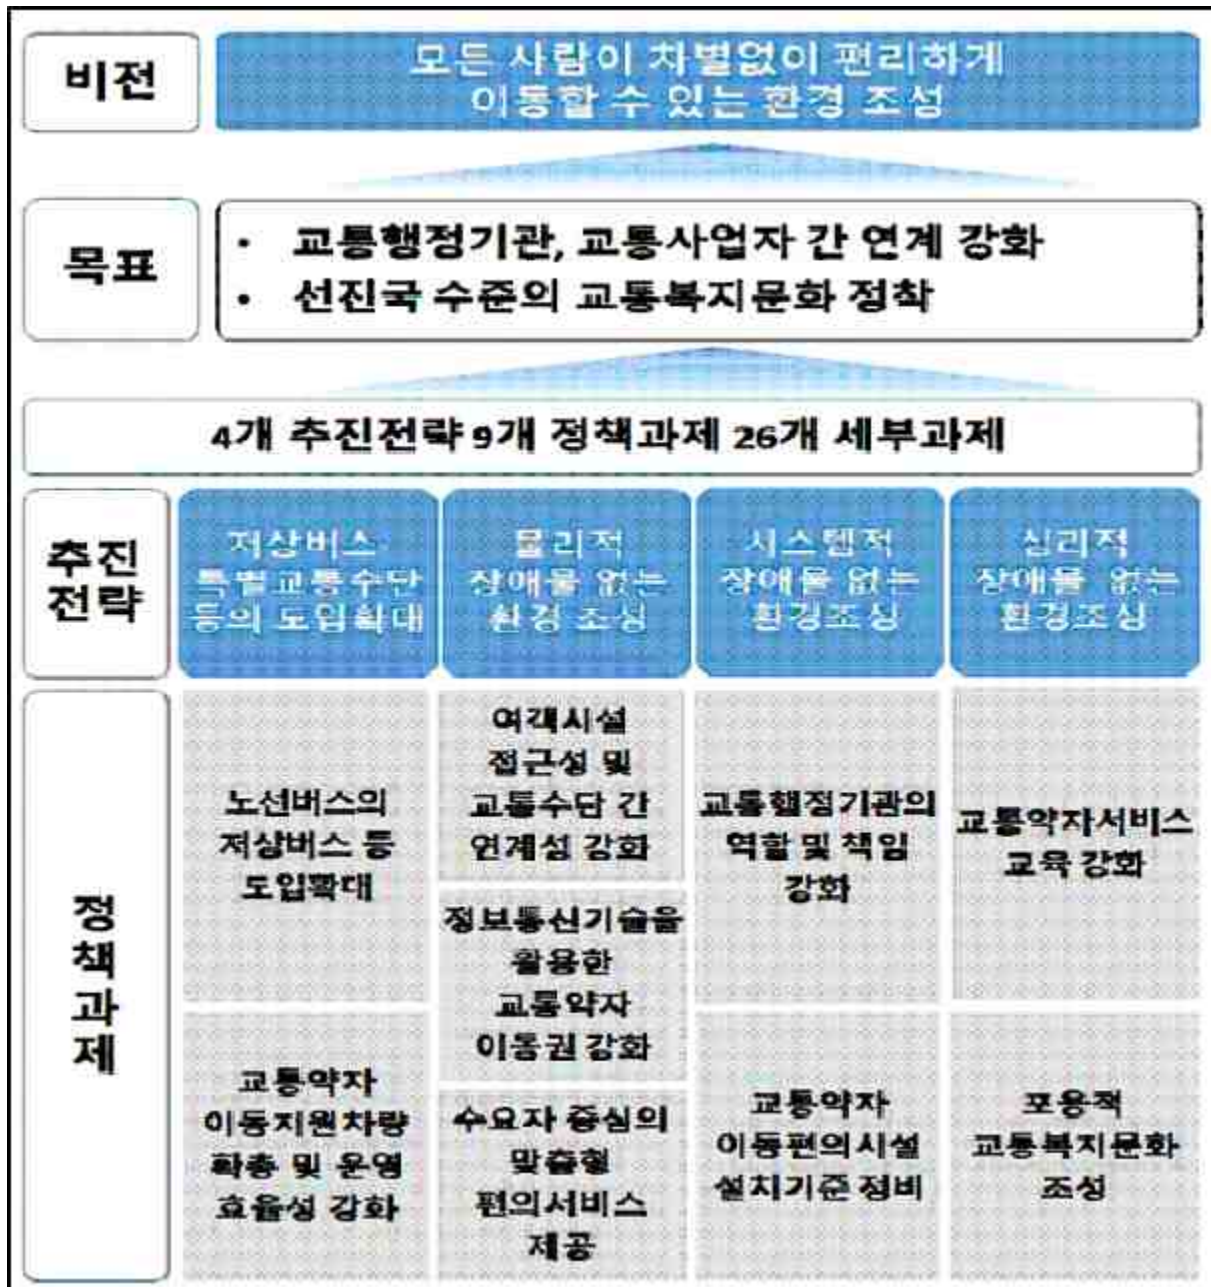 비전
모든 사람이 차별없이 편리하게
이동할 수 있는 환경 조성
목표
• 교통행정기관, 교통사업자 간 연계 강화
• 선진국 수준의 교통복지문화 정착
4개 추진전략 9개 정책과제 26개 세부과제
추진
전략
저상버스·
특별교통수단
등의 도입확대
물리적
장애물 없는
환경 조성
시스템적
장애물 없는
환경조성
심리적
장애물 없는
환경조성
정
책
과
제
노선버스의
저상버스 등
도입확대
교통약자
이동지원차량
확충 및 운영
효율성 강화
여객시설
접근성 및
교통수단 간
연계성 강화
정보통신기술을
활용한
교통약자
이동권 강화
수요자 중심의
맞춤형
편의서비스
제공
교통행정기관의
역할 및 책임
강화
교통약자
이동편의시설
설치기준 정비
교통약자서비스
교육 강화
포용적
교통복지문화
조성